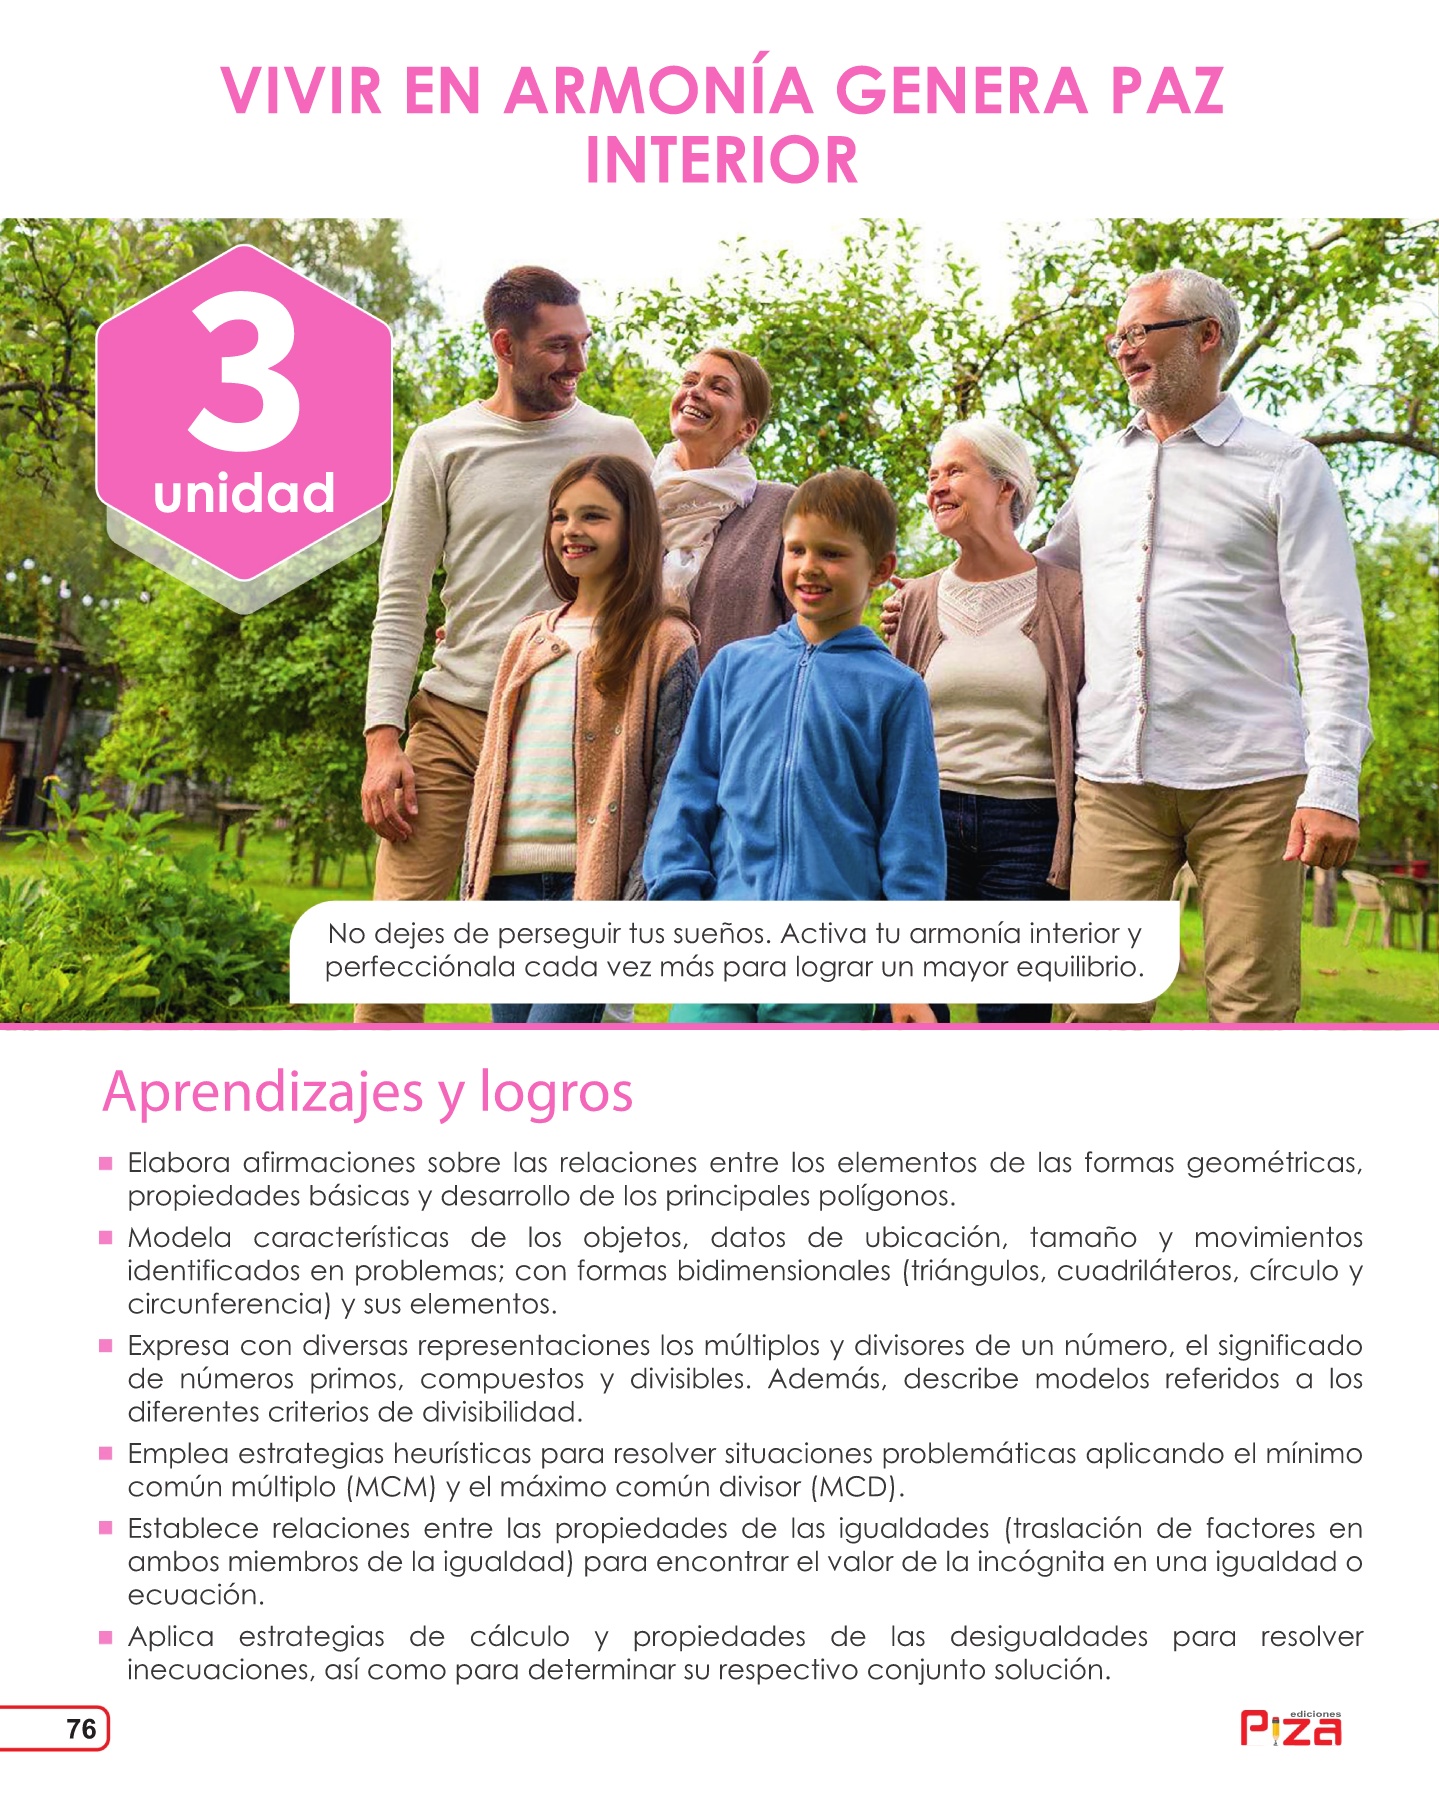 VIVIR EN ARMONÍA GENERA PAZ
INTERIOR
3
unidad
No dejes de perseguir tus sueños. Activa tu armonía interior y
perfecciónala cada vez más para lograr un mayor equilibrio.
Aprendizajes y logros
Elabora afirmaciones sobre las relaciones entre los elementos de las formas geométricas,
propiedades básicas y desarrollo de los principales polígonos.
Modela características de los objetos, datos de ubicación, tamaño y movimientos
identificados en problemas; con formas bidimensionales (triángulos, cuadriláteros, círculo y
circunferencia) y sus elementos.
Expresa con diversas representaciones los múltiplos y divisores de un número, el significado
de números primos, compuestos y divisibles. Además, describe modelos referidos a los
diferentes criterios de divisibilidad.
Emplea estrategias heurísticas para resolver situaciones problemáticas aplicando el mínimo
común múltiplo (MCM) y el máximo común divisor (MCD).
Establece relaciones entre las propiedades de las igualdades (traslación de factores en
ambos miembros de la igualdad) para encontrar el valor de la incógnita en una igualdad o
ecuación.
Aplica estrategias de cálculo y propiedades de las desigualdades para resolver
inecuaciones, así como para determinar su respectivo conjunto solución.
76
ediciones
Piza